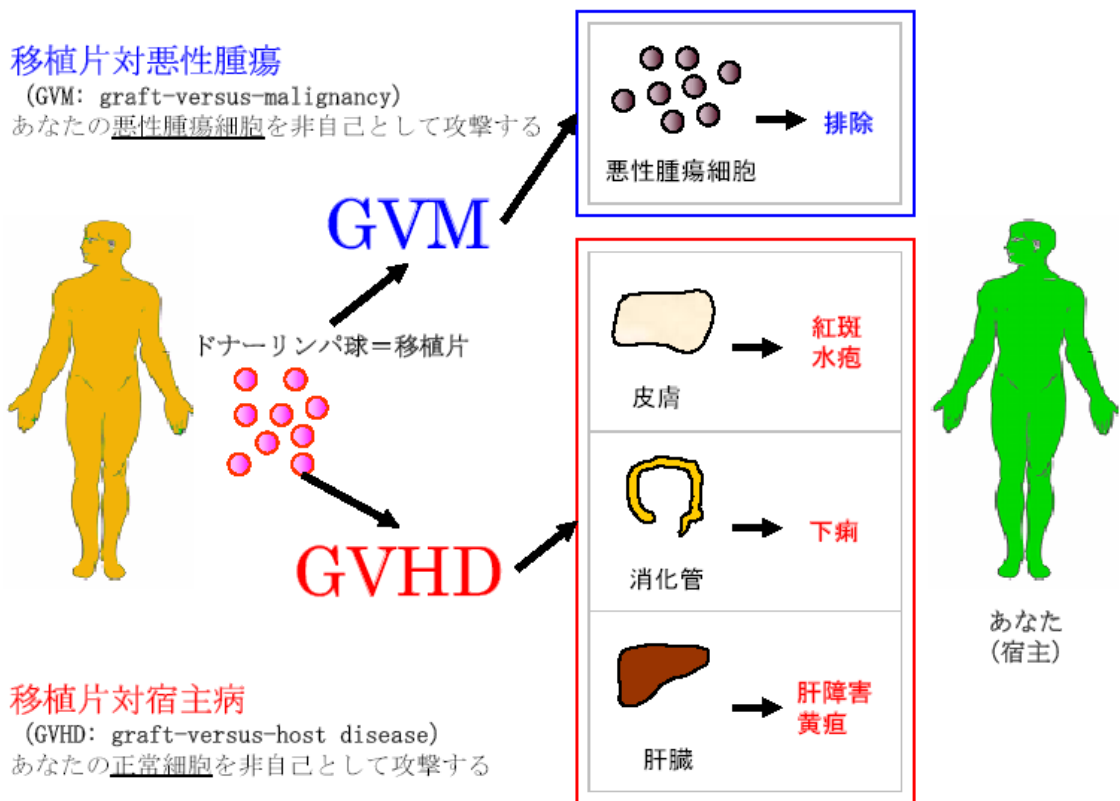 移植片対悪性腫瘍
(GVM: graft-versus-malignancy)
あなたの悪性腫瘍細胞を非自己として攻撃する
GVM
ドナーリンパ球＝移植片
GVHD
移植片対宿主病
(GVHD: graft-versus-host disease)
あなたの正常細胞を非自己として攻撃する
悪性腫瘍細胞
排除
皮膚
紅斑
水疱
消化管
下痢
肝臓
肝障害
黄疸
あなた
(宿主)